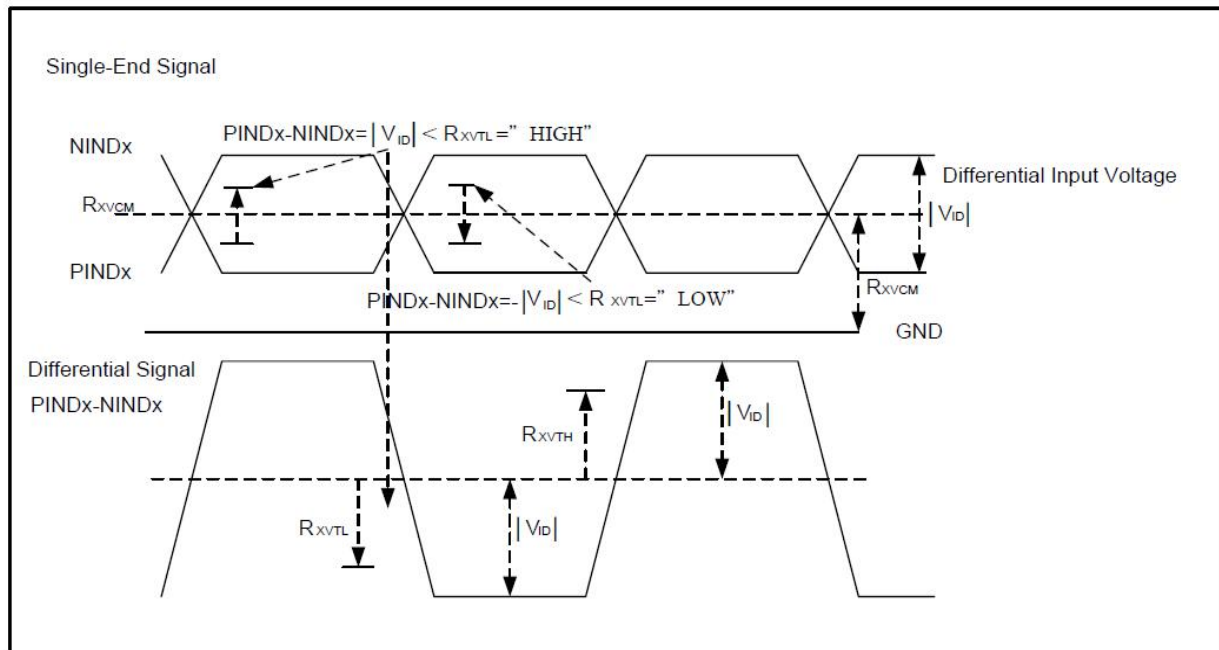 Single-End Signal
PINDx-NINDx=|VID| < RXVTL=” HIGH”
NINDx
Differential Input Voltage
RXVCM
|VID|
PINDx
RXVCM
PINDx-NINDx=-|VID| < R XVTL=” LOW”
GND
Differential Signal
PINDx-NINDx
|VID|
RXVTH
RXVTL
|VID|